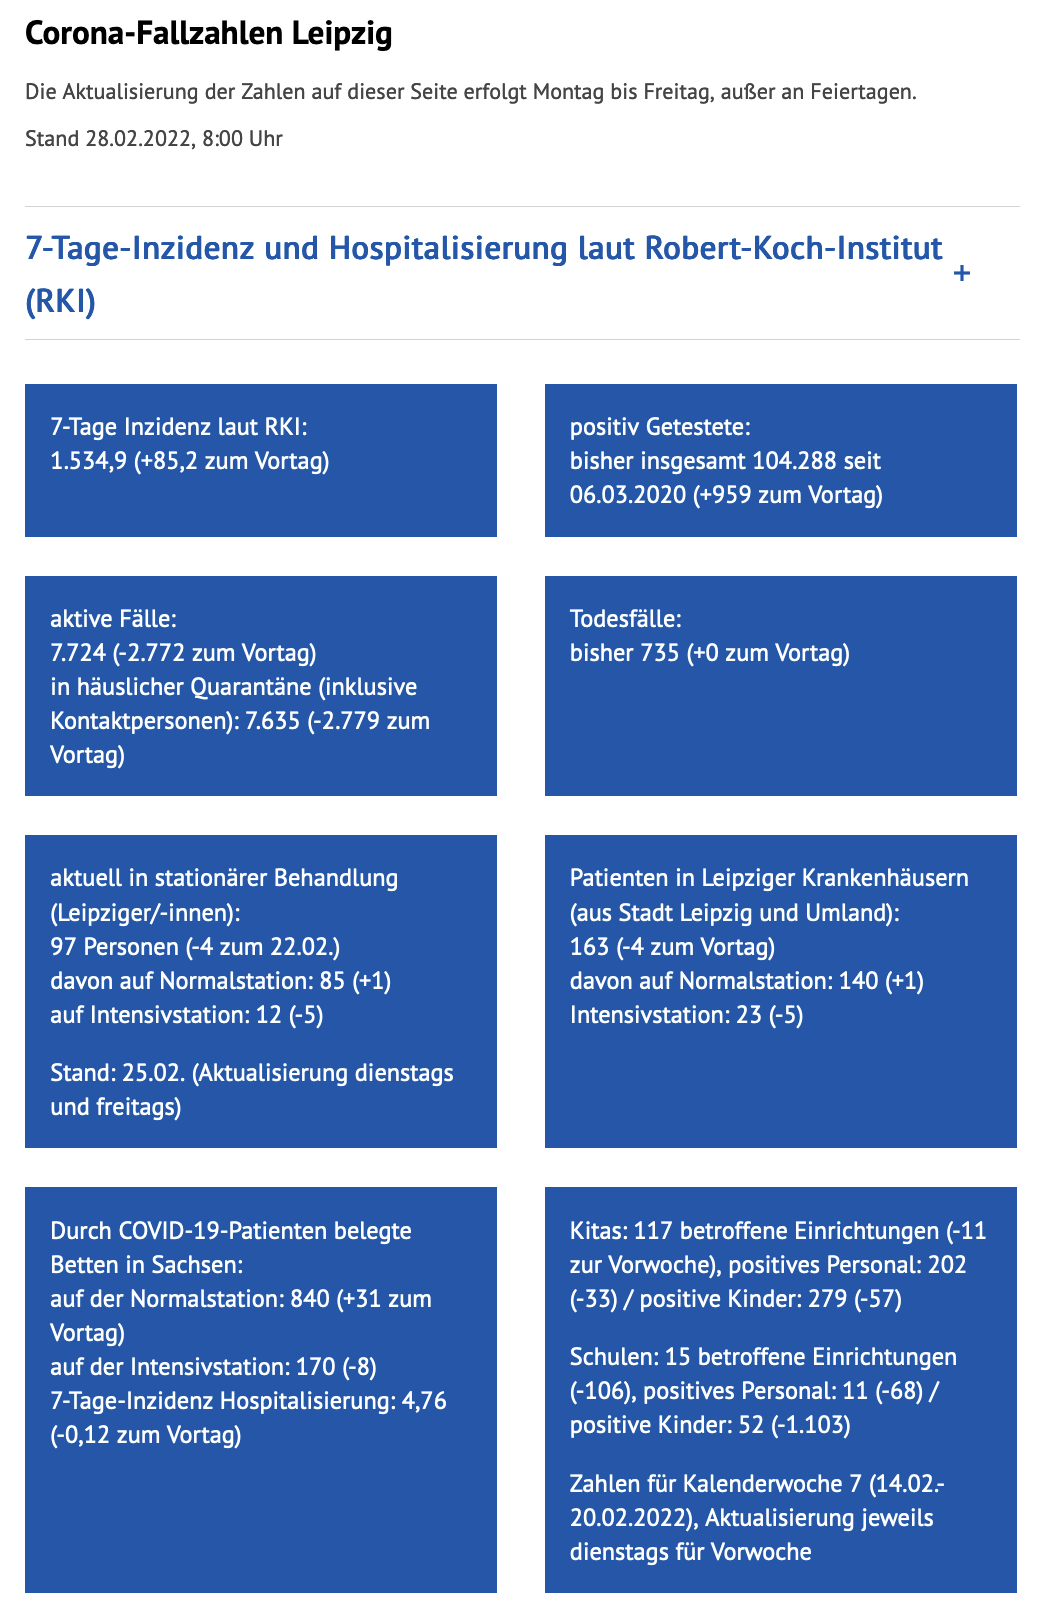 Corona-Fallzahlen Leipzig
Die Aktualisierung der Zahlen auf dieser Seite erfolgt Montag bis Freitag, außer an Feiertagen.
Stand 28.02.2022, 8:00 Uhr
7-Tage-Inzidenz und Hospitalisierung laut Robert-Koch-Institut
(RKI)
+
7-Tage Inzidenz laut RKI:
1.534,9 (+85,2 zum Vortag)
positiv Getestete:
bisher insgesamt 104.288 seit
06.03.2020 (+959 zum Vortag)
aktive Fälle:
7.724 (-2.772 zum Vortag)
in häuslicher Quarantäne (inklusive
Kontaktpersonen): 7.635 (-2.779 zum
Vortag)
Todesfälle:
bisher 735 (+0 zum Vortag)
aktuell in stationärer Behandlung
(Leipziger/-innen):
97 Personen (-4 zum 22.02.)
davon auf Normalstation: 85 (+1)
auf Intensivstation: 12 (-5)
Stand: 25.02. (Aktualisierung dienstags
und freitags)
Patienten in Leipziger Krankenhäusern
(aus Stadt Leipzig und Umland):
163 (-4 zum Vortag)
davon auf Normalstation: 140 (+1)
Intensivstation: 23 (-5)
Durch COVID-19-Patienten belegte
Betten in Sachsen:
auf der Normalstation: 840 (+31 zum
Vortag)
auf der Intensivstation: 170 (-8)
7-Tage-Inzidenz Hospitalisierung: 4,76
(-0,12 zum Vortag)
Kitas: 117 betroffene Einrichtungen (-11
zur Vorwoche), positives Personal: 202
(-33) / positive Kinder: 279 (-57)
Schulen: 15 betroffene Einrichtungen
(-106), positives Personal: 11 (-68) /
positive Kinder: 52 (-1.103)
Zahlen für Kalenderwoche 7 (14.02.-
20.02.2022), Aktualisierung jeweils
dienstags für Vorwoche